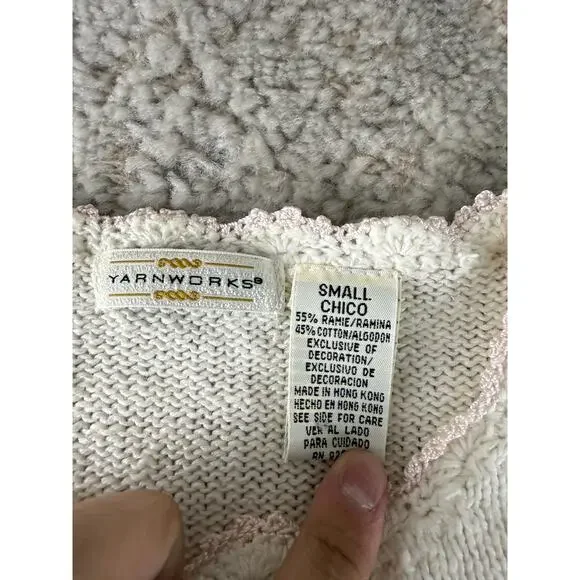 YARNWORKS®
SMALL
CHICO
55% RAMIE/RAMINA
45% COTTON/ALGODON
EXCLUSIVE OF
DECORATION/
EXCLUSIVO DE
DECORACION
MADE IN HONG KONG
HECHO EN HONG KONG
SEE SIDE FOR CARE
VER AL LADO
PARA CUIDADO
RN